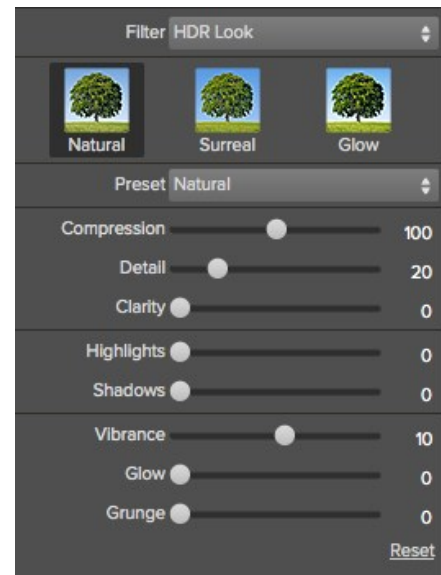 Filter HDR Look
Natural Surreal Glow
Preset Natural
Compression 100
Detail 20
Clarity 0
Highlights 0
Shadows 0
Vibrance 10
Glow 0
Grunge 0
Reset